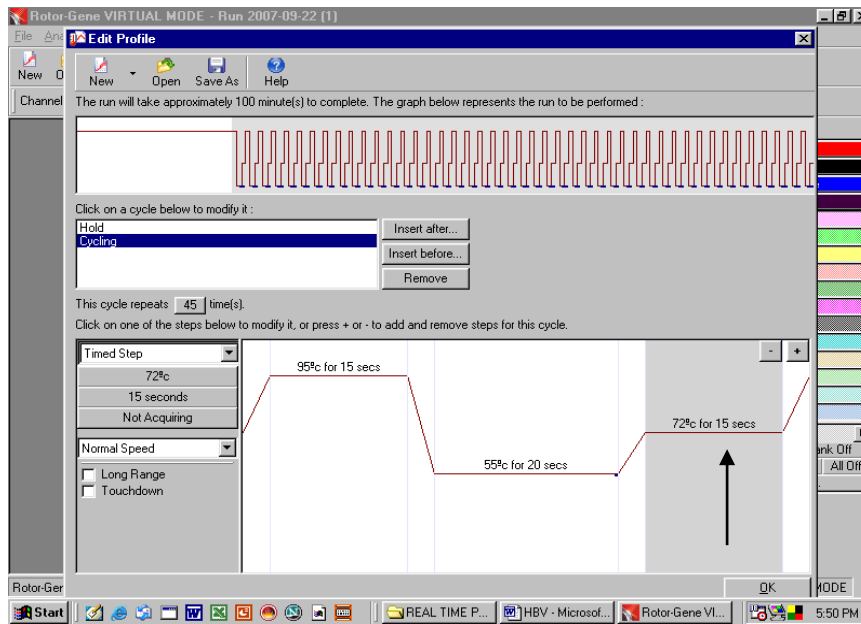 Rotor-Gene VIRTUAL MODE - Run 2007-09-22 (1)
File Ana
Edit Profile
New
New Open Save As Help
Channel
The run will take approximately 100 minute(s) to complete. The graph below represents the run to be performed :
Click on a cycle below to modify it :
Hold
Cycling
Insert after...
Insert before...
Remove
This cycle repeats 45 time(s).
Click on one of the steps below to modify it, or press + or - to add and remove steps for this cycle.
Timed Step
72ºc
15 seconds
Not Acquiring
Normal Speed
Long Range
Touchdown
95ºc for 15 secs
55ºc for 20 secs
72ºc for 15 secs
- +
ank Off
All Off
OK
Rotor-Ger
MODE
Start
REAL TIME P...
HBV - Microsof...
Rotor-Gene VI...
5:50 PM